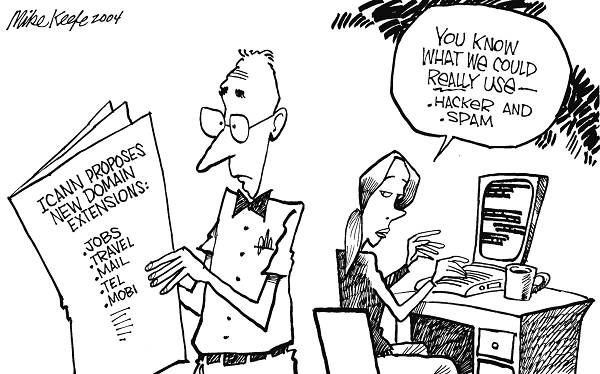 Mike Keefe 2004
YOU KNOW
WHAT WE COULD
REALLY USE—
.HACKER AND
.SPAM
ICANN PROPOSES
NEW DOMAIN
EXTENSIONS:
.JOBS
.TRAVEL
.MAIL
.TEL
.MOBI